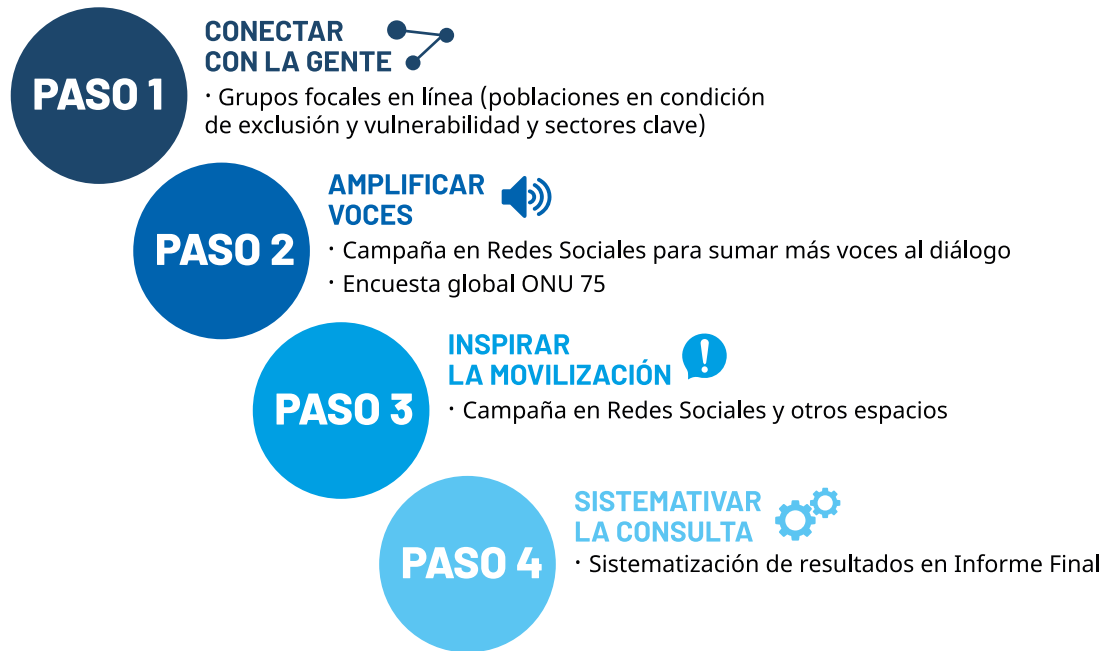 PASO 1
CONECTAR
CON LA GENTE
· Grupos focales en línea (poblaciones en condición
de exclusión y vulnerabilidad y sectores clave)
PASO 2
AMPLIFICAR
VOCES
· Campaña en Redes Sociales para sumar más voces al diálogo
· Encuesta global ONU 75
PASO 3
INSPIRAR
LA MOVILIZACIÓN
· Campaña en Redes Sociales y otros espacios
PASO 4
SISTEMATIVAR
LA CONSULTA
· Sistematización de resultados en Informe Final